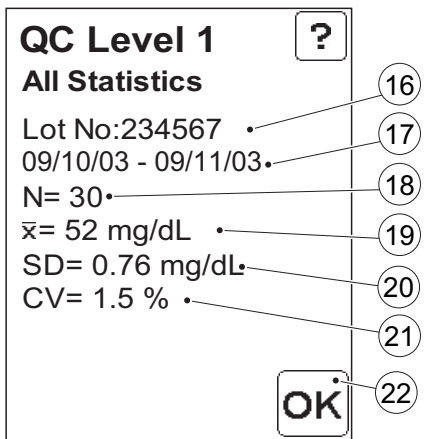 QC Level 1 ?
All Statistics
Lot No:234567 16
09/10/03 - 09/11/03 17
N= 30 18
x̄= 52 mg/dL 19
SD= 0.76 mg/dL 20
CV= 1.5 % 21
OK 22